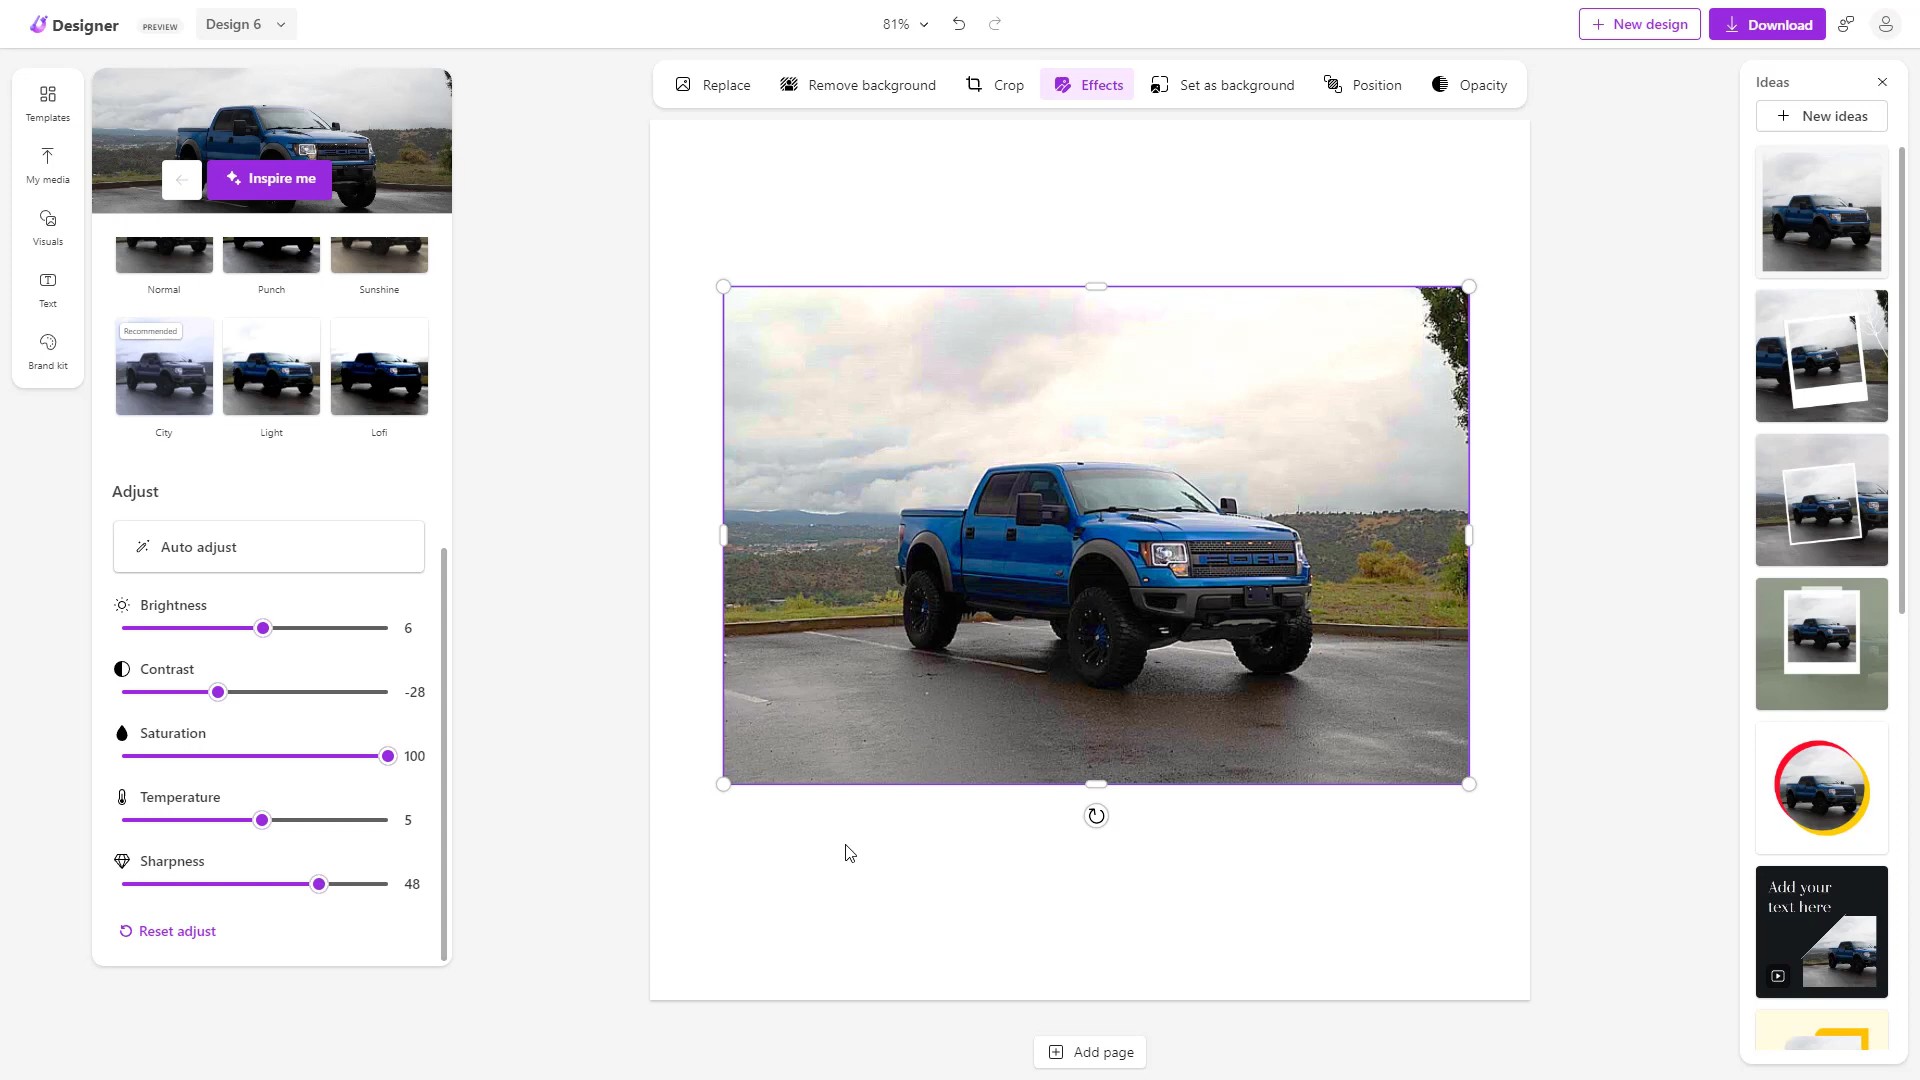 Designer
PREVIEW
Design 6
81%
New design
Download
Templates
My media
Visuals
Text
Brand kit
Inspire me
Normal
Punch
Sunshine
Recommended
City
Light
Lofi
Adjust
Auto adjust
Brightness
6
Contrast
-28
Saturation
100
Temperature
5
Sharpness
48
Reset adjust
Replace
Remove background
Crop
Effects
Set as background
Position
Opacity
FORD
Add page
Ideas
New ideas
Add your
text here